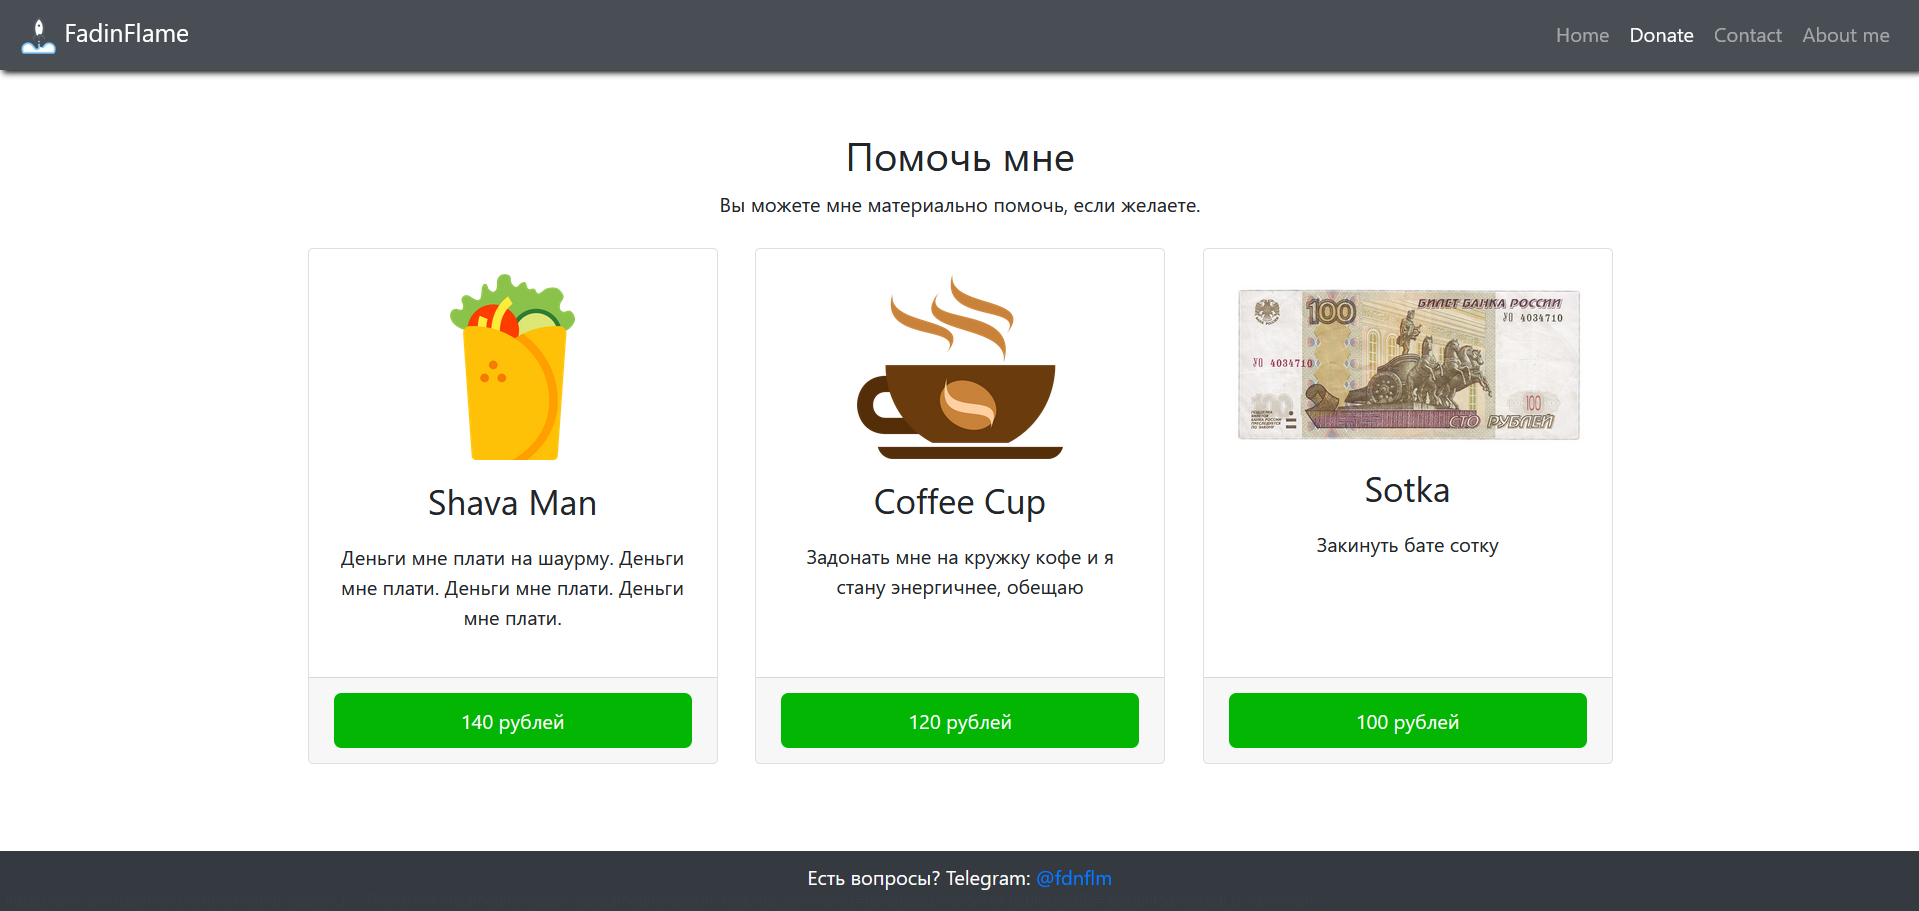 FadinFlame
Home Donate Contact About me
Помочь мне
Вы можете мне материально помочь, если желаете.
Shava Man
Деньги мне плати на шаурму. Деньги
мне плати. Деньги мне плати. Деньги
мне плати.
140 рублей
Coffee Cup
Задонать мне на кружку кофе и я
стану энергичнее, обещаю
120 рублей
100
БИЛЕТ БАНКА РОССИИ
4034710
4034710
100
СТО РУБЛЕЙ
Sotka
Закинуть бате сотку
100 рублей
Есть вопросы? Telegram: @fdnflm